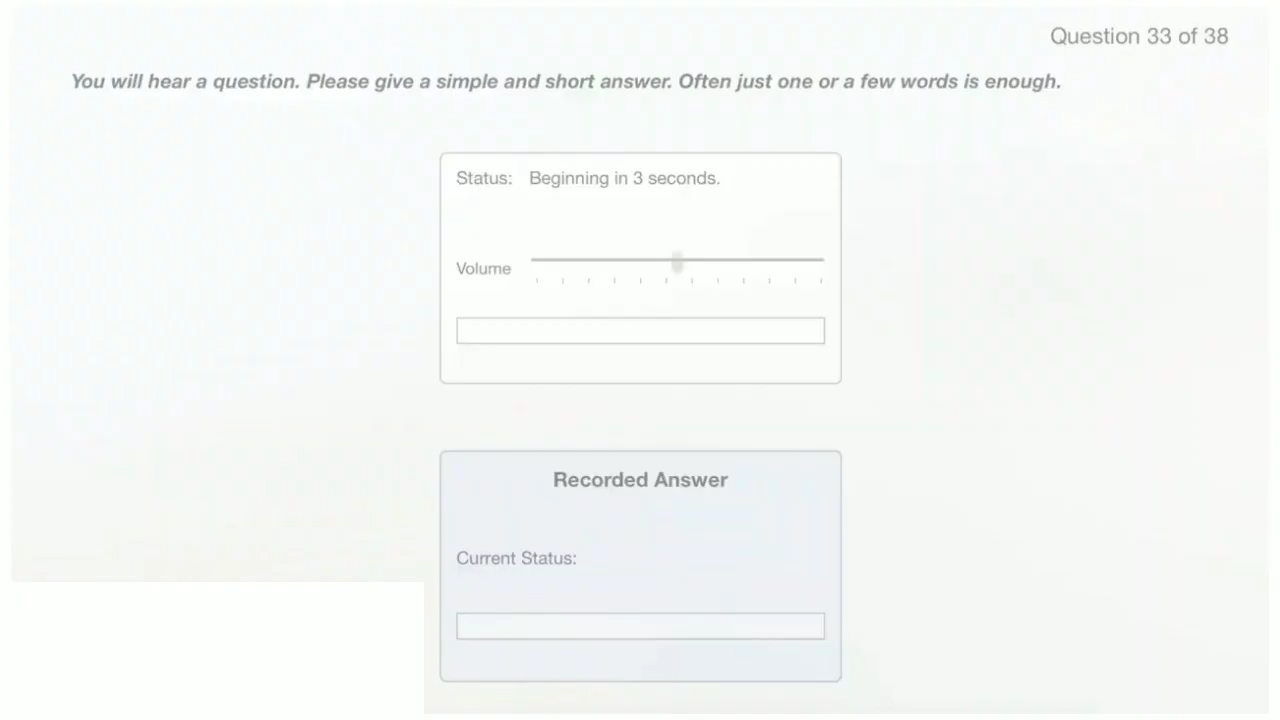 Question 33 of 38
You will hear a question. Please give a simple and short answer. Often just one or a few words is enough.
Status: Beginning in 3 seconds.
Volume
Recorded Answer
Current Status: